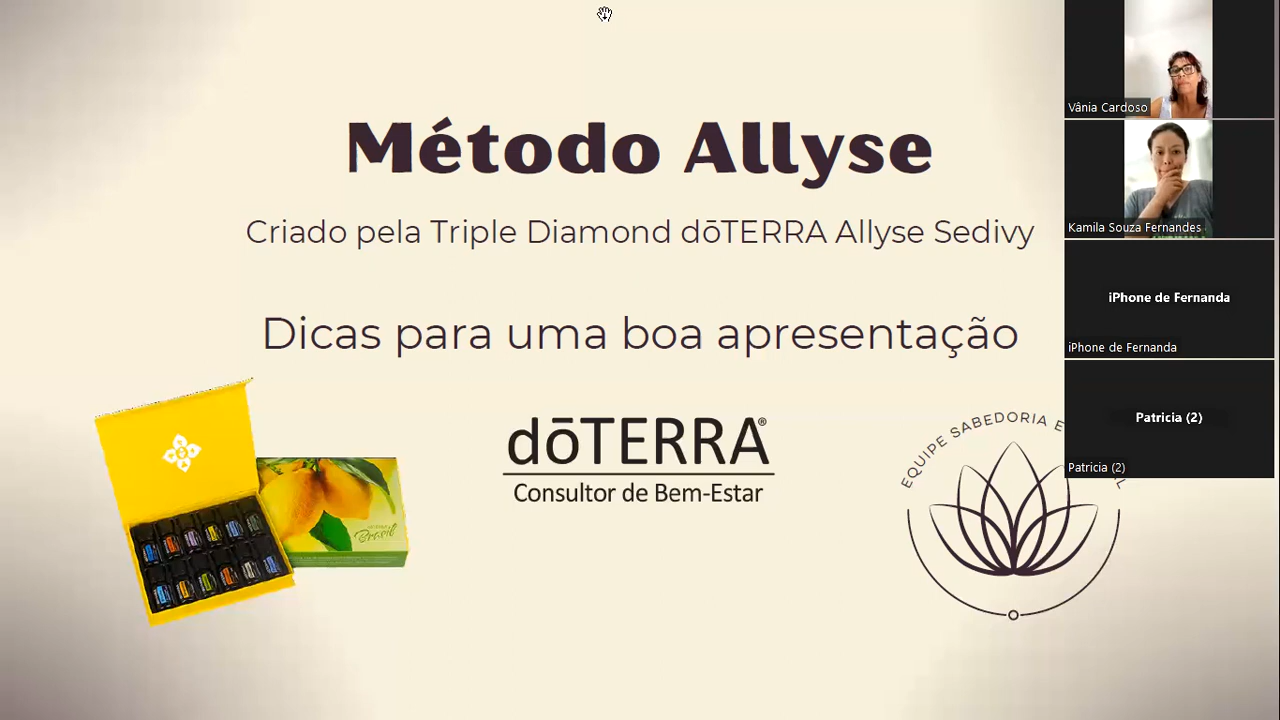 Método Allyse
Criado pela Triple Diamond dōTERRA Allyse Sedivy
Dicas para uma boa apresentação
dōTERRA®
Consultor de Bem-Estar
Brasil
EQUIPE SABEDORIA
Vânia Cardoso
Kamila Souza Fernandes
iPhone de Fernanda
iPhone de Fernanda
Patricia (2)
Patricia (2)